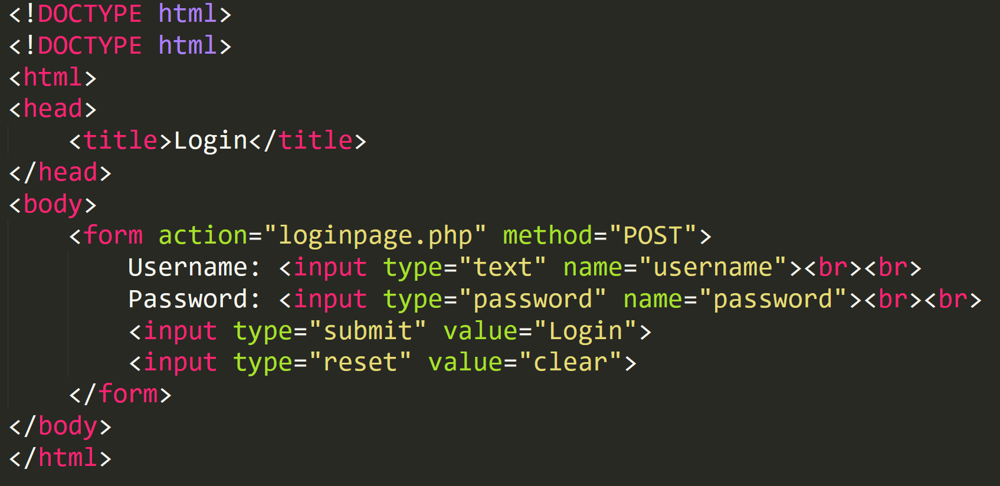 <!DOCTYPE html>
<!DOCTYPE html>
<html>
<head>
    <title>Login</title>
</head>
<body>
    <form action="loginpage.php" method="POST">
        Username: <input type="text" name="username"><br><br>
        Password: <input type="password" name="password"><br><br>
        <input type="submit" value="Login">
        <input type="reset" value="clear">
    </form>
</body>
</html>